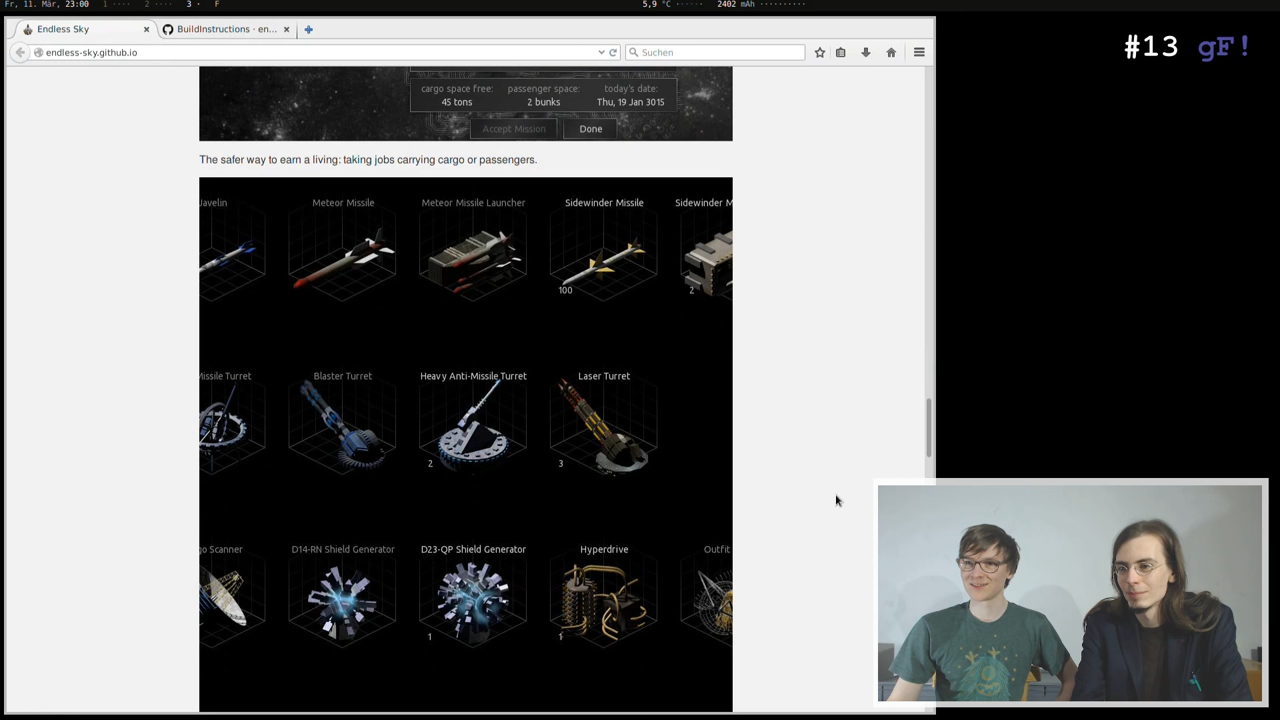 Fr, 11. Mär, 23:00 1 ···· 2 ···· 3 · F 5,9 °C ····· 2402 mAh ··········
Endless Sky
BuildInstructions · en...
endless-sky.github.io
Suchen
#13 gF!
cargo space free: passenger space: today's date:
45 tons 2 bunks Thu, 19 Jan 3015
Accept Mission Done
The safer way to earn a living: taking jobs carrying cargo or passengers.
Javelin Meteor Missile Meteor Missile Launcher Sidewinder Missile Sidewinder M
100 2
Missile Turret Blaster Turret Heavy Anti-Missile Turret Laser Turret
2 3
go Scanner D14-RN Shield Generator D23-QP Shield Generator Hyperdrive Outfit
1 1